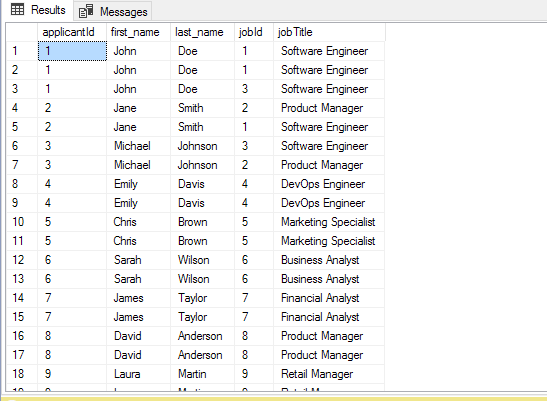 Results Messages
applicantId first_name last_name jobId jobTitle
1 1 John Doe 1 Software Engineer
2 1 John Doe 1 Software Engineer
3 1 John Doe 3 Software Engineer
4 2 Jane Smith 2 Product Manager
5 2 Jane Smith 1 Software Engineer
6 3 Michael Johnson 3 Software Engineer
7 3 Michael Johnson 2 Product Manager
8 4 Emily Davis 4 DevOps Engineer
9 4 Emily Davis 4 DevOps Engineer
10 5 Chris Brown 5 Marketing Specialist
11 5 Chris Brown 5 Marketing Specialist
12 6 Sarah Wilson 6 Business Analyst
13 6 Sarah Wilson 6 Business Analyst
14 7 James Taylor 7 Financial Analyst
15 7 James Taylor 7 Financial Analyst
16 8 David Anderson 8 Product Manager
17 8 David Anderson 8 Product Manager
18 9 Laura Martin 9 Retail Manager